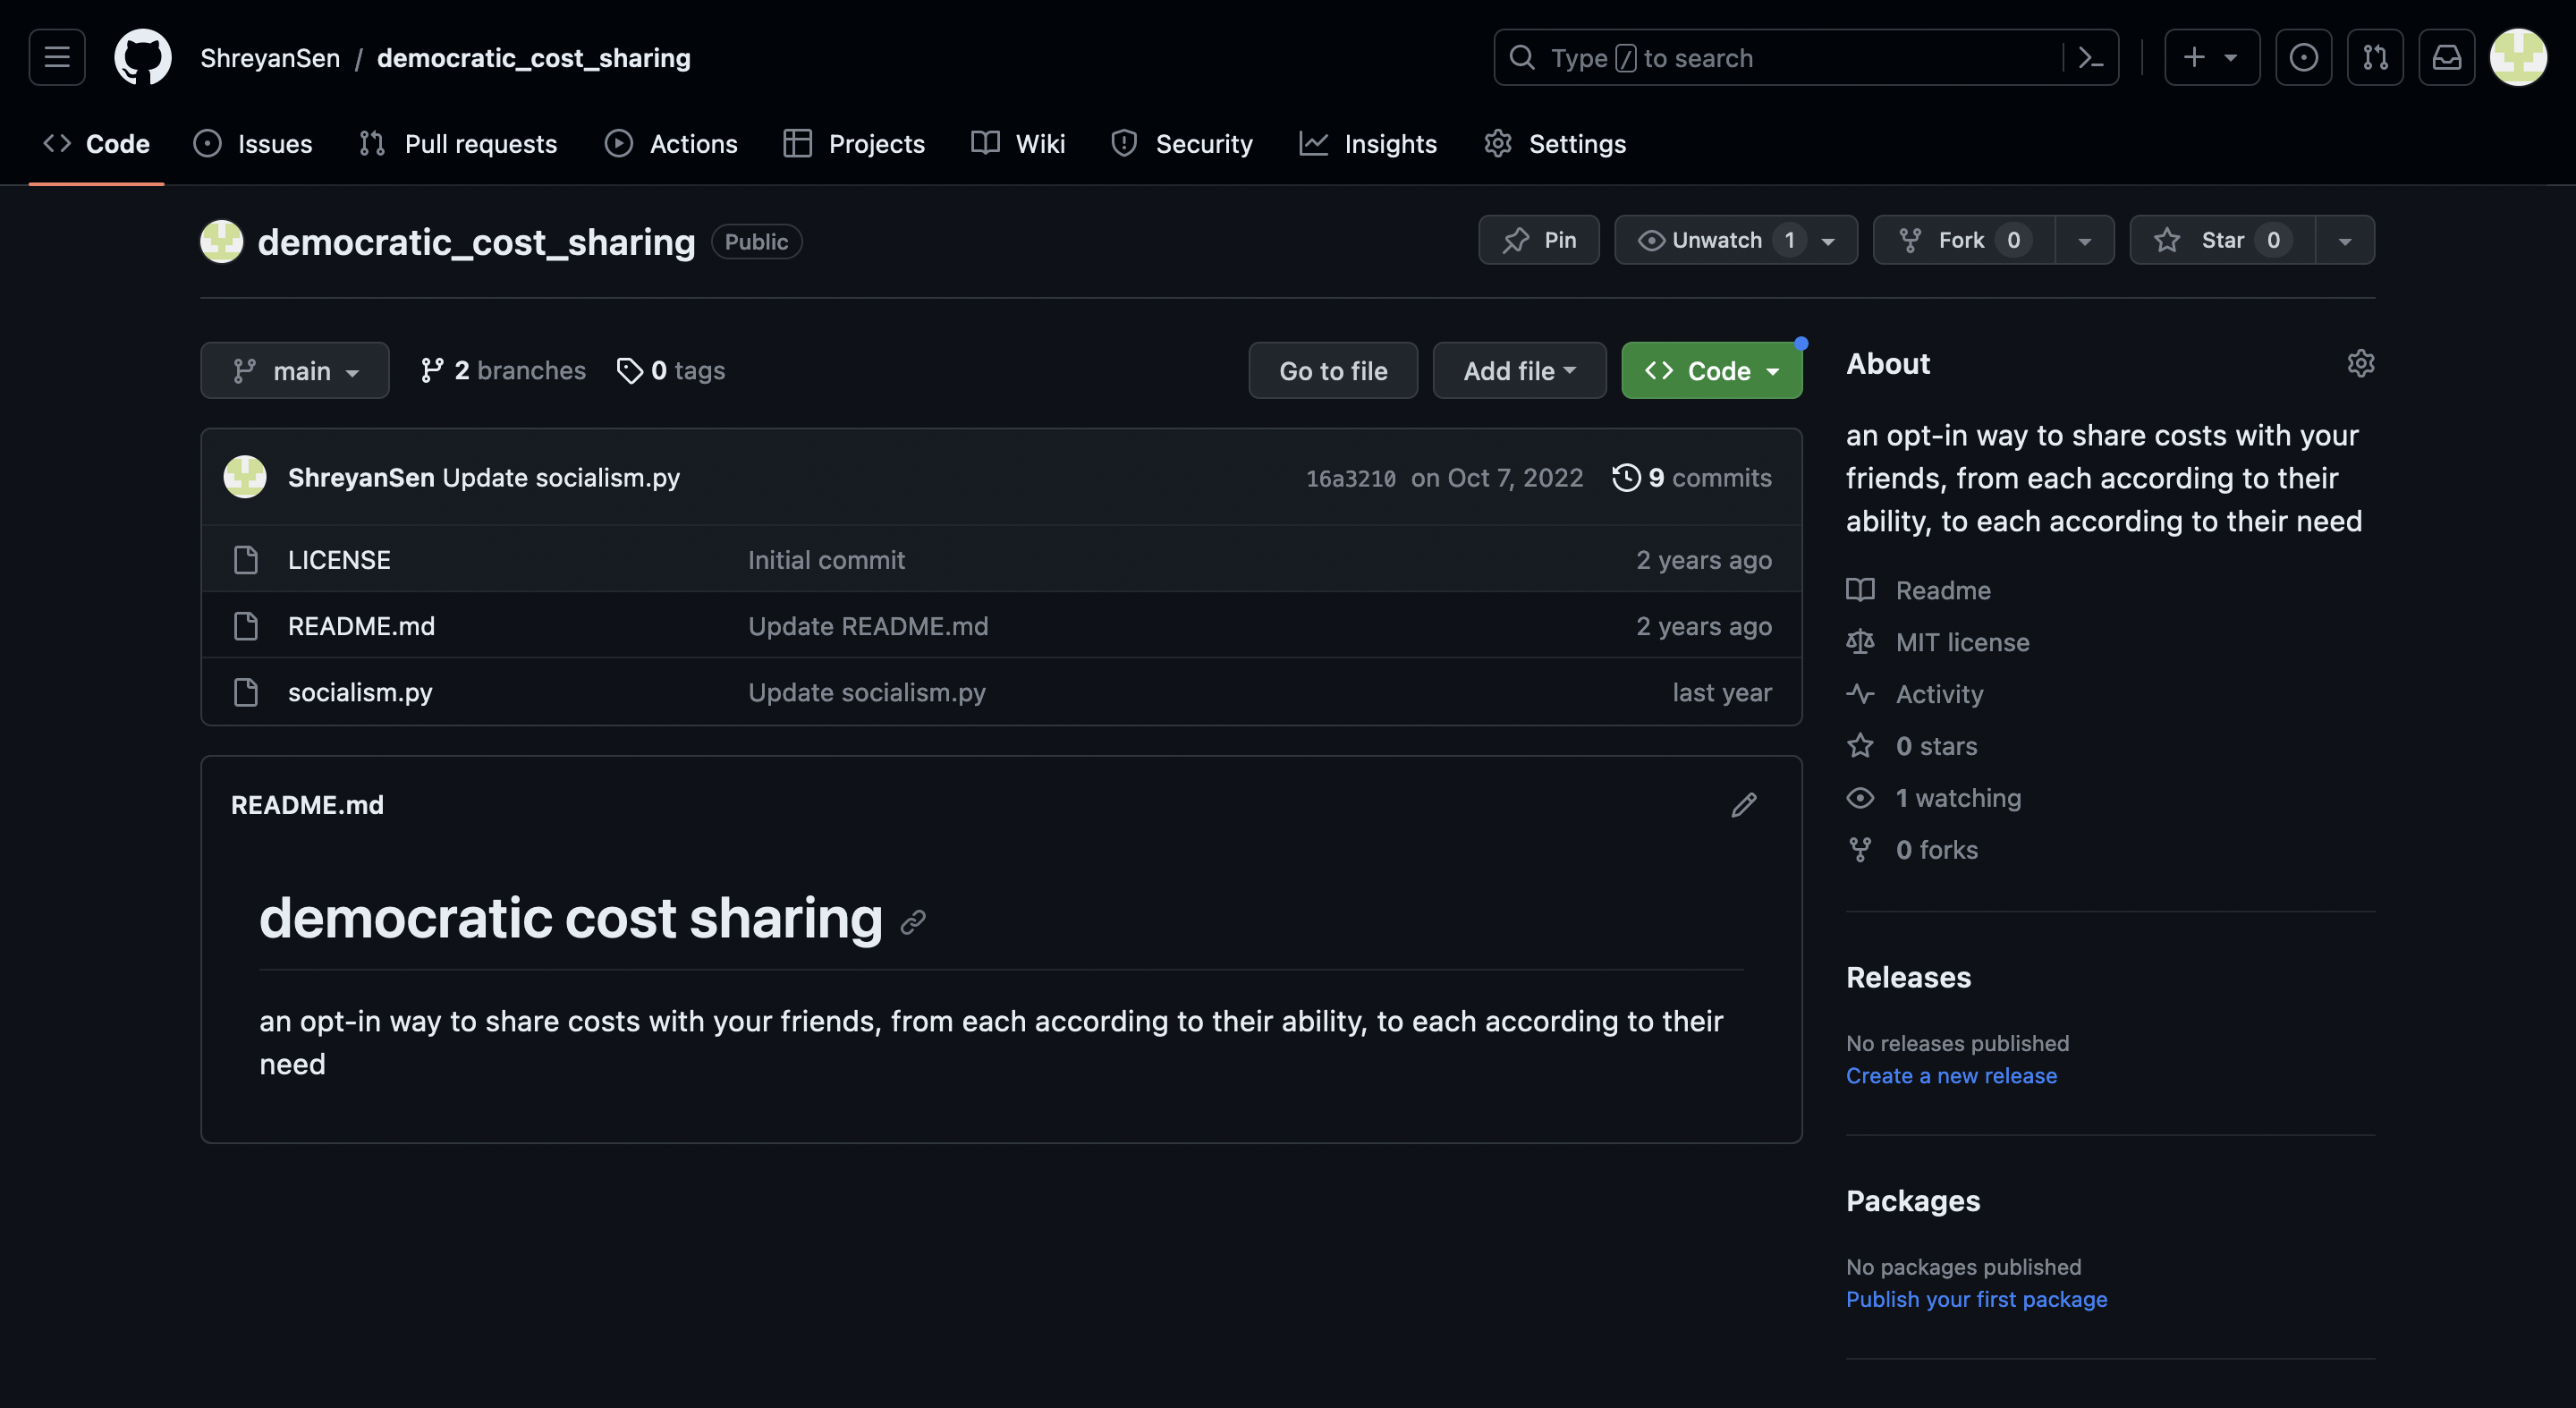 ShreyanSen / democratic_cost_sharing
Type / to search
Code
Issues
Pull requests
Actions
Projects
Wiki
Security
Insights
Settings
democratic_cost_sharing Public
Pin
Unwatch 1
Fork 0
Star 0
main
2 branches
0 tags
Go to file
Add file
Code
ShreyanSen Update socialism.py 16a3210 on Oct 7, 2022 9 commits
LICENSE Initial commit 2 years ago
README.md Update README.md 2 years ago
socialism.py Update socialism.py last year
README.md
democratic cost sharing
an opt-in way to share costs with your friends, from each according to their ability, to each according to their
need
About
an opt-in way to share costs with your
friends, from each according to their
ability, to each according to their need
Readme
MIT license
Activity
0 stars
1 watching
0 forks
Releases
No releases published
Create a new release
Packages
No packages published
Publish your first package